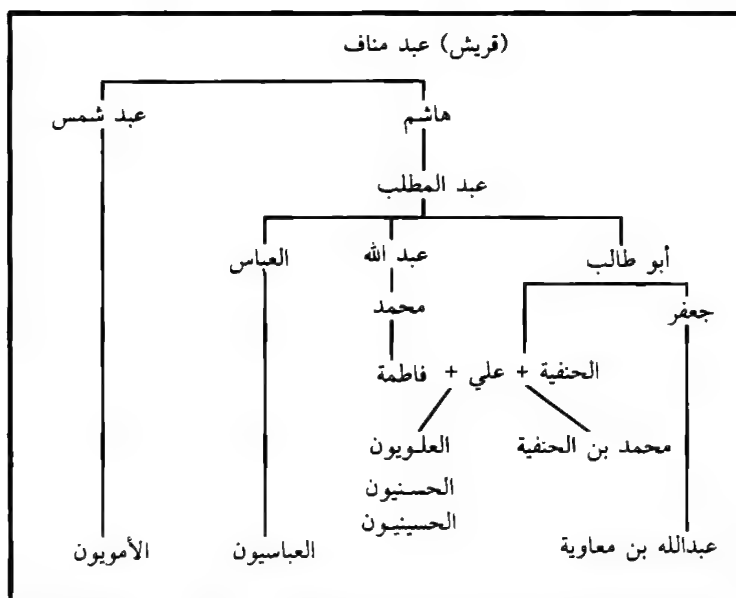 (قريش) عبد مناف
هاشم عبد شمس
عبد المطلب
أبو طالب عبد الله العباس
جعفر محمد
الحنفية + علي + فاطمة
محمد بن الحنفية العلويون
الحسنيون
الحسينيون
عبدالله بن معاوية العباسيون الأمويون